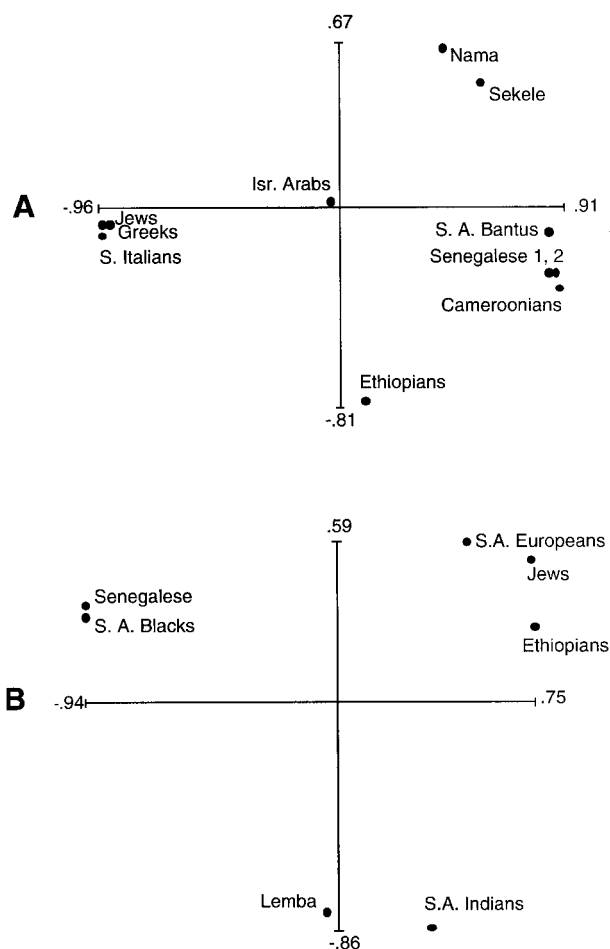 .67
Nama
Sekele
Isr. Arabs
A
-.96
.91
Jews
Greeks
S. Italians
S. A. Bantus
Senegalese 1, 2
Cameroonians
Ethiopians
-.81
.59
S.A. Europeans
Jews
Senegalese
S. A. Blacks
Ethiopians
B
-.94
.75
Lemba
S.A. Indians
-.86